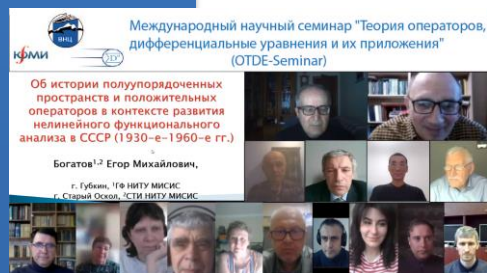 Международный научный семинар "Теория операторов,
дифференциальные уравнения и их приложения"
(OTDE-Seminar)
ВНЦ
Об истории полуупорядоченных
пространств и положительных
операторов в контексте развития
нелинейного функционального
анализа в СССР (1930-е-1960-е гг.)
Богатов¹,² Егор Михайлович,
г. Губкин, ¹ГФ НИТУ МИСИС
г. Старый Оскол, ²СТИ НИТУ МИСИС